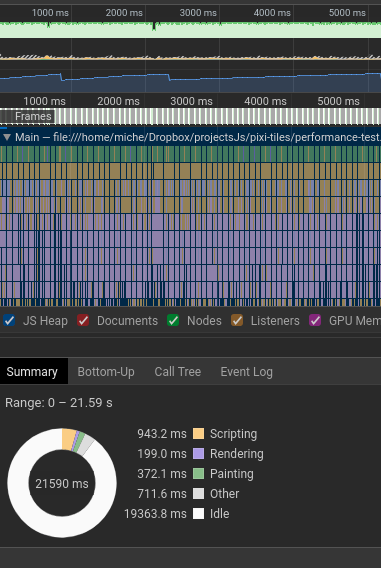 1000 ms 2000 ms 3000 ms 4000 ms 5000 ms
1000 ms 2000 ms 3000 ms 4000 ms 5000 ms
Frames
▼ Main — file:///home/miche/Dropbox/projectsJs/pixi-tiles/performance-test.
JS Heap Documents Nodes Listeners GPU Mem
Summary Bottom-Up Call Tree Event Log
Range: 0 – 21.59 s
943.2 ms Scripting
199.0 ms Rendering
372.1 ms Painting
21590 ms
711.6 ms Other
19363.8 ms Idle